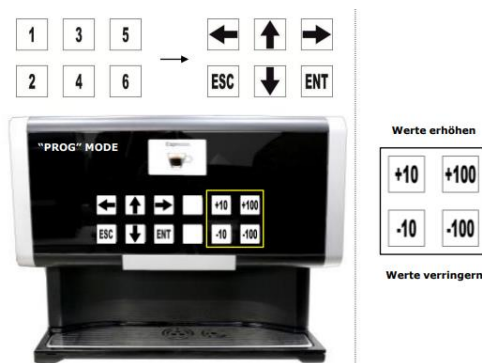 1 3 5
2 4 6
ESC ENT
"PROG" MODE
Espresso
+10 +100
ESC ENT -10 -100
Werte erhöhen
+10 +100
-10 -100
Werte verringern